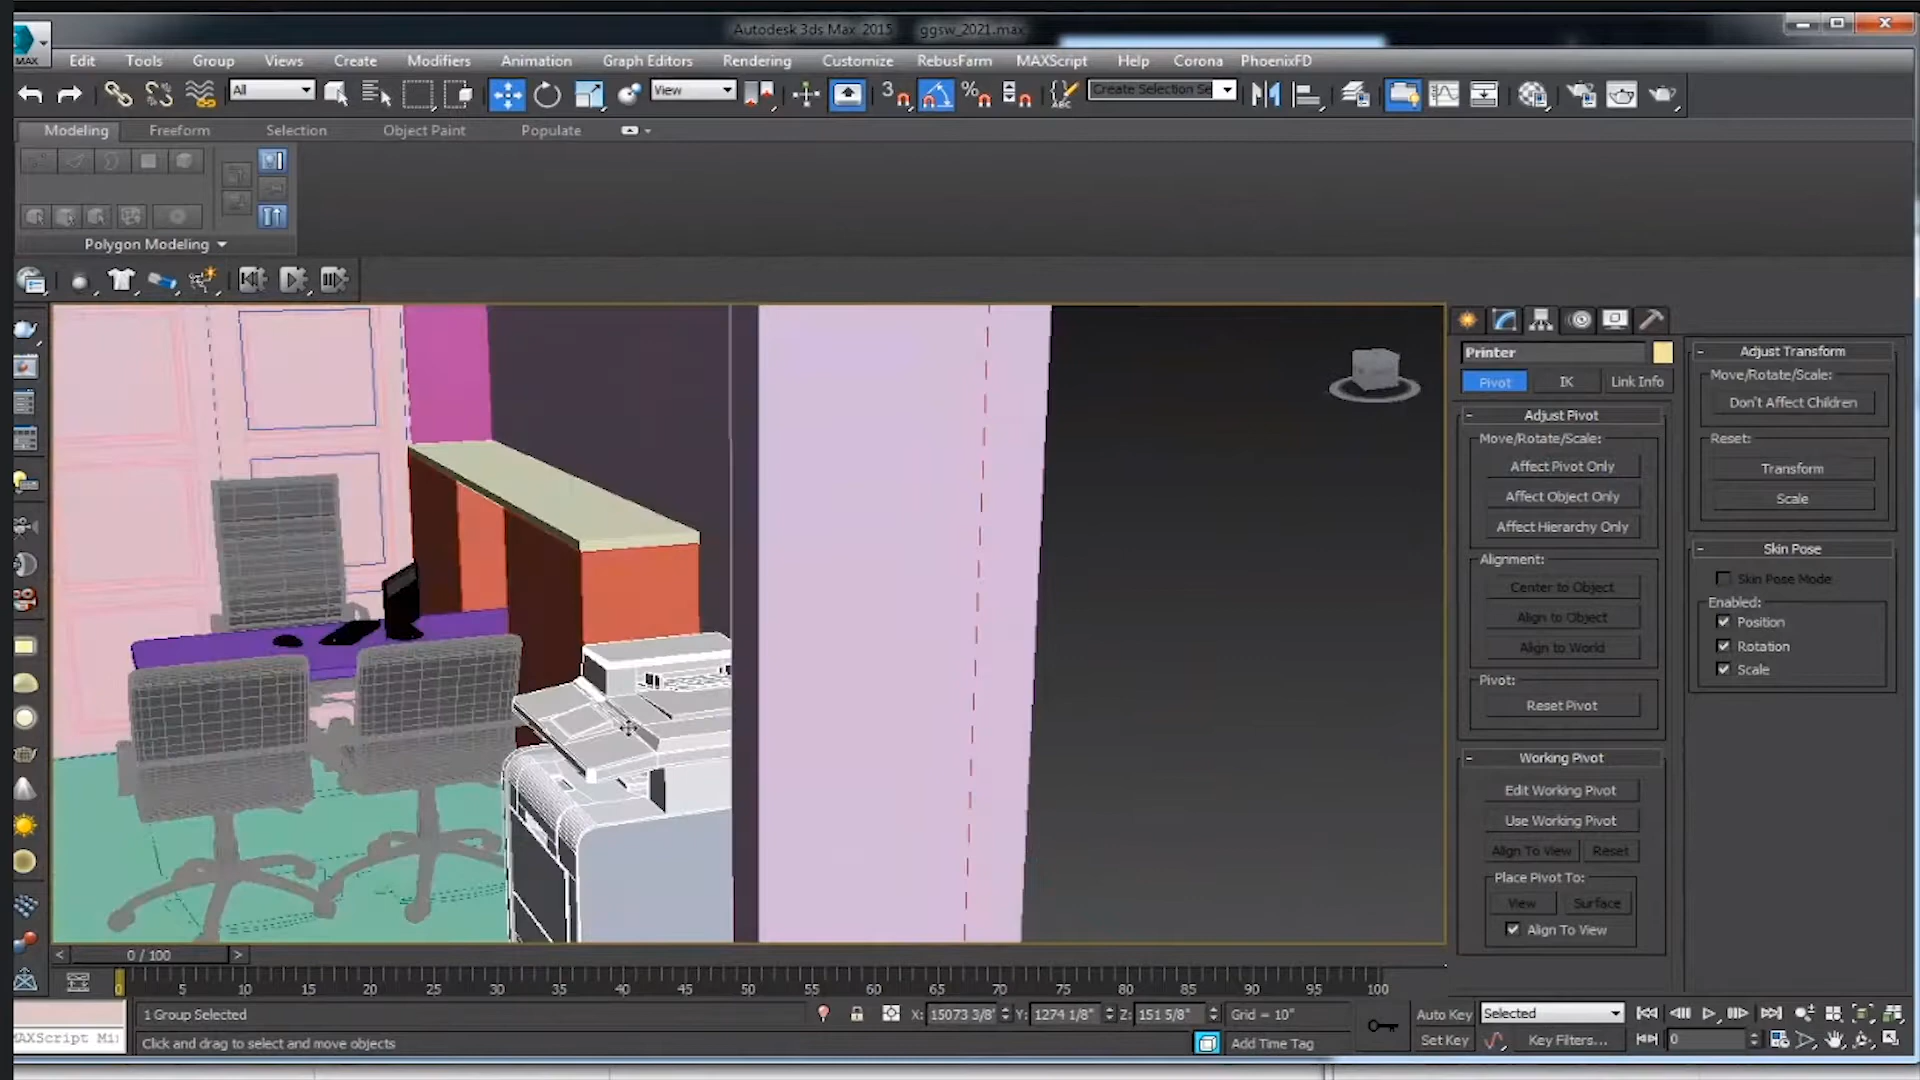 Autodesk 3ds Max 2015 ggsw_2021.max
MAX
Edit Tools Group Views Create Modifiers Animation Graph Editors Rendering Customize RebusFarm MAXScript Help Corona PhoenixFD
All View 3 % ABC Create Selection Se
Modeling Freeform Selection Object Paint Populate
Polygon Modeling
Printer
Pivot IK Link Info
Adjust Pivot
Move/Rotate/Scale:
Affect Pivot Only
Affect Object Only
Affect Hierarchy Only
Alignment:
Center to Object
Align to Object
Align to World
Pivot:
Reset Pivot
Working Pivot
Edit Working Pivot
Use Working Pivot
Align To View Reset
Place Pivot To:
View Surface
Align To View
Adjust Transform
Move/Rotate/Scale:
Don't Affect Children
Reset:
Transform
Scale
Skin Pose
Skin Pose Mode
Enabled:
Position
Rotation
Scale
< 0 / 100 >
0 5 10 15 20 25 30 35 40 45 50 55 60 65 70 75 80 85 90 95 100
1 Group Selected X: 15073 3/8" Y: 1274 1/8" Z: 151 5/8" Grid = 10" Auto Key Selected
MAXScript Mi Click and drag to select and move objects Add Time Tag Set Key Key Filters... 0